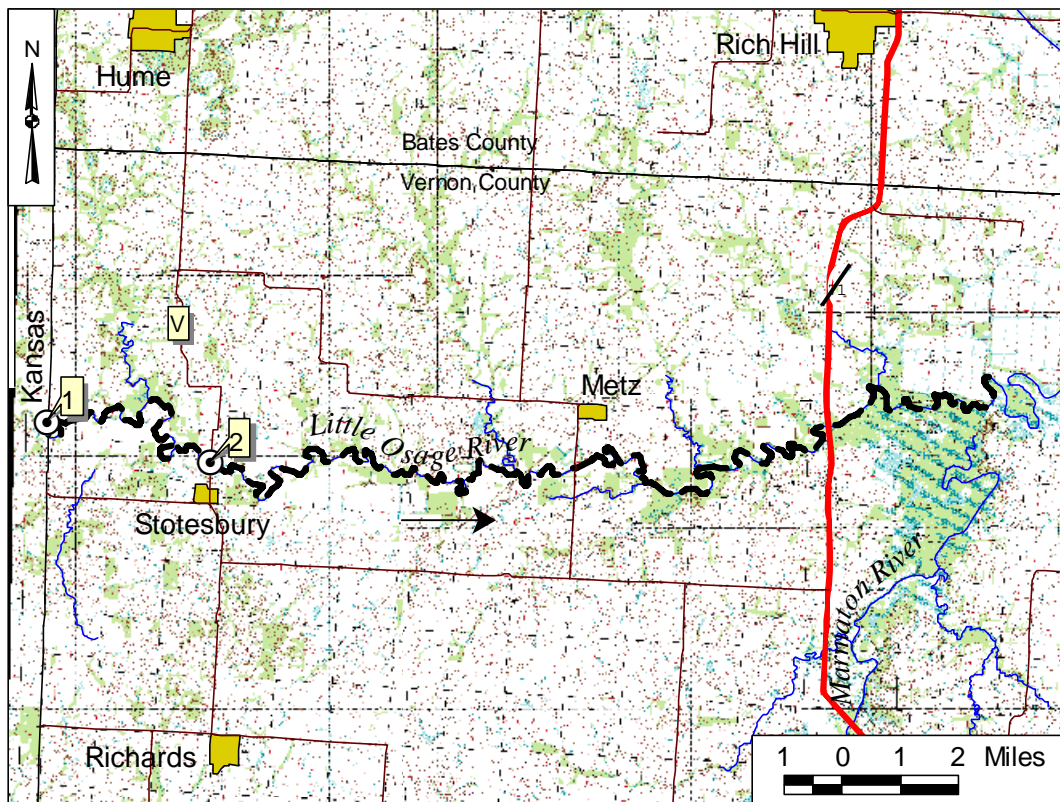 N
Hume
Rich Hill
Bates County
Vernon County
Kansas
V
1
2
Metz
Little Osage River
Stotesbury
Marmaton River
Richards
1 0 1 2 Miles